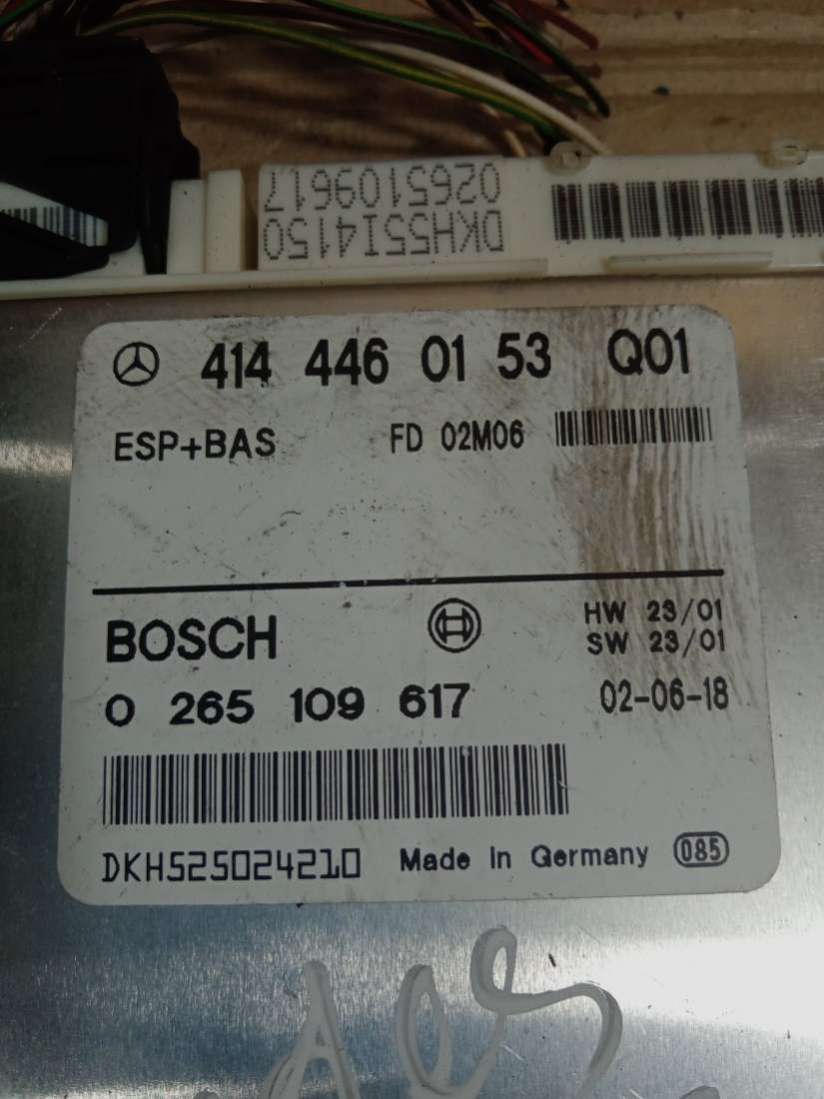 0265109617
DKH55I4150
414 446 01 53 Q01
ESP+BAS FD 02M06
BOSCH
HW 23/01
SW 23/01
0 265 109 617 02-06-18
DKH525024210 Made in Germany 085